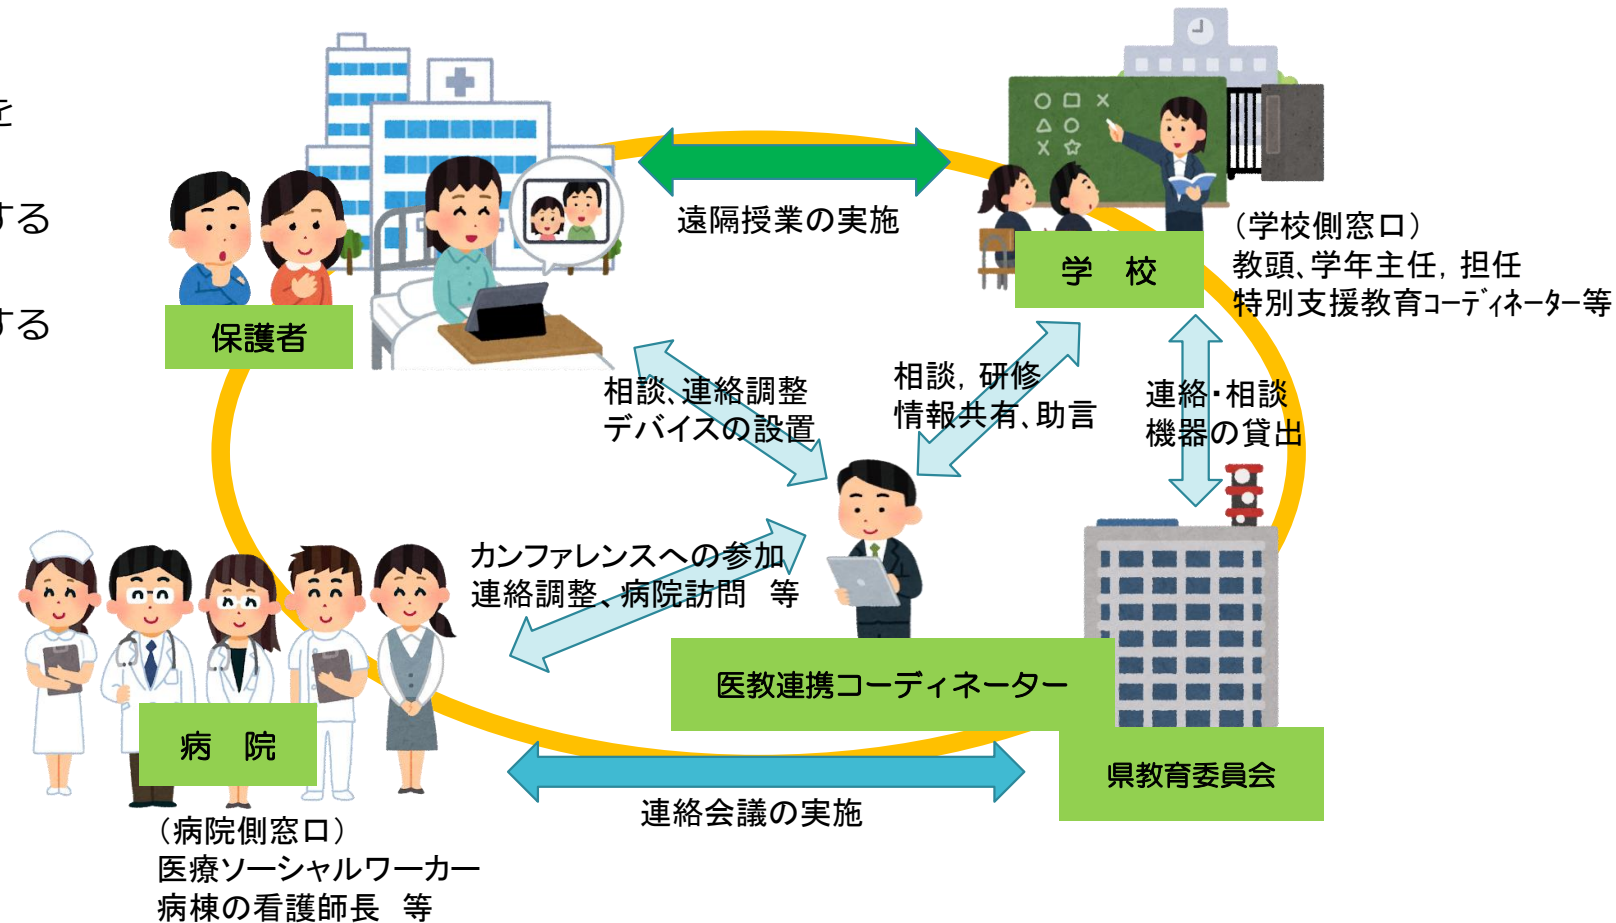 を
する
する
遠隔授業の実施
（学校側窓口）
教頭、学年主任，担任
特別支援教育ｺｰﾃﾞｨﾈｰﾀｰ等
学　校
保護者
相談、連絡調整
デバイスの設置
相談，研修
情報共有、助言
連絡・相談
機器の貸出
カンファレンスへの参加
連絡調整、病院訪問　等
医教連携コーディネーター
病　院
県教育委員会
連絡会議の実施
（病院側窓口）
医療ソーシャルワーカー
病棟の看護師長　等